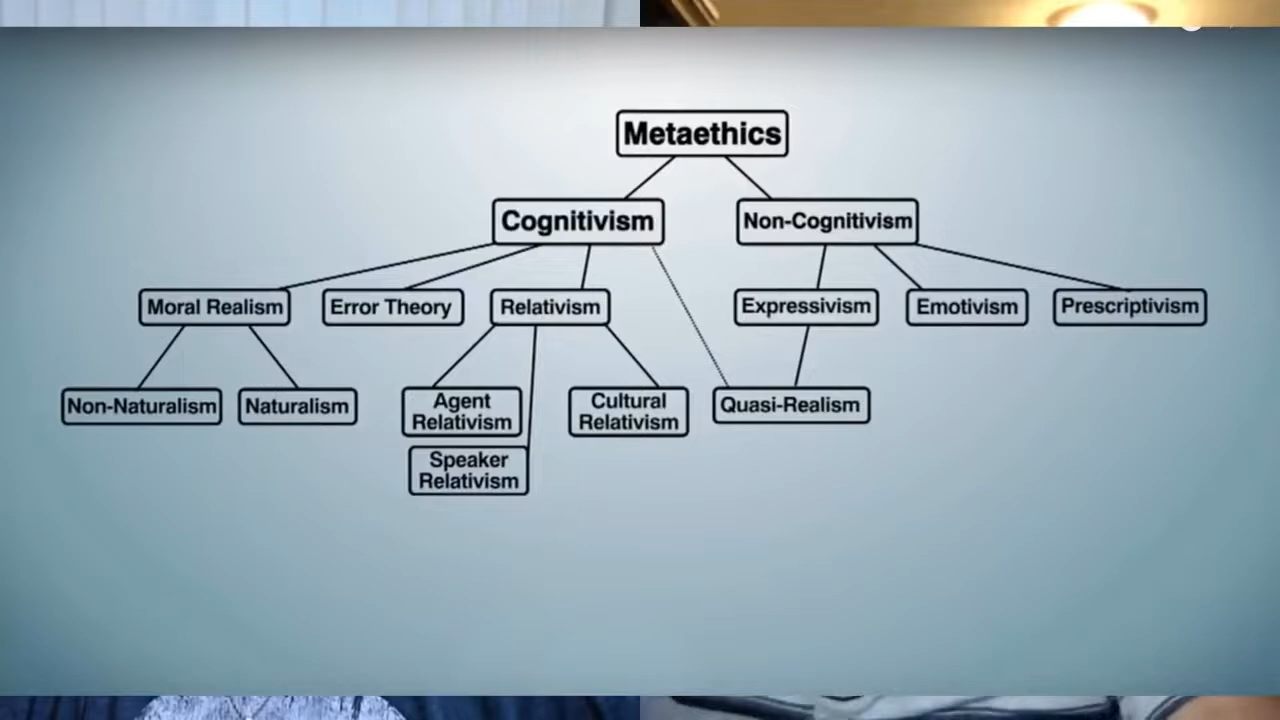 Metaethics
Cognitivism
Non-Cognitivism
Moral Realism
Error Theory
Relativism
Expressivism
Emotivism
Prescriptivism
Non-Naturalism
Naturalism
Agent
Relativism
Cultural
Relativism
Quasi-Realism
Speaker
Relativism